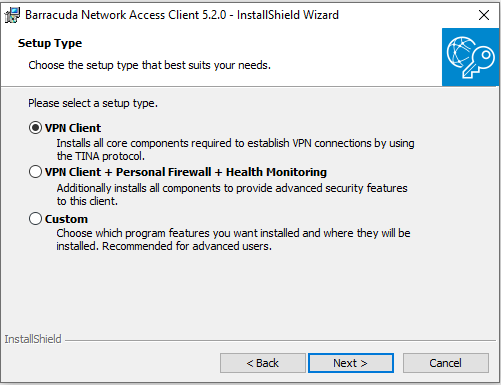 Barracuda Network Access Client 5.2.0 - InstallShield Wizard
Setup Type
Choose the setup type that best suits your needs.
Please select a setup type.
VPN Client
Installs all core components required to establish VPN connections by using
the TINA protocol.
VPN Client + Personal Firewall + Health Monitoring
Additionally installs all components to provide advanced security features
to this client.
Custom
Choose which program features you want installed and where they will be
installed. Recommended for advanced users.
InstallShield
< Back
Next >
Cancel